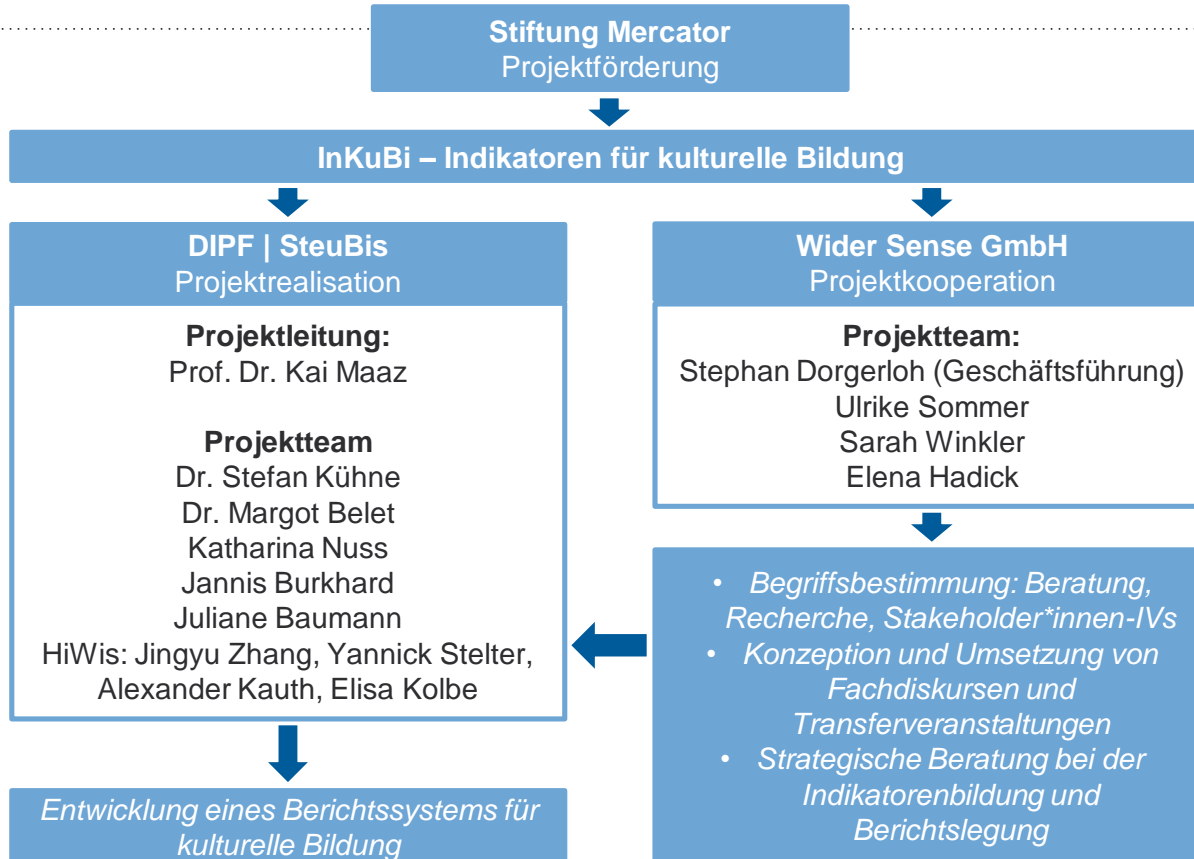 Stiftung Mercator
Projektförderung
InKuBi – Indikatoren für kulturelle Bildung
DIPF | SteuBis
Projektrealisation
Projektleitung:
Prof. Dr. Kai Maaz
Projektteam
Dr. Stefan Kühne
Dr. Margot Belet
Katharina Nuss
Jannis Burkhard
Juliane Baumann
HiWis: Jingyu Zhang, Yannick Stelter,
Alexander Kauth, Elisa Kolbe
Entwicklung eines Berichtssystems für
kulturelle Bildung
Wider Sense GmbH
Projektkooperation
Projektteam:
Stephan Dorgerloh (Geschäftsführung)
Ulrike Sommer
Sarah Winkler
Elena Hadick
• Begriffsbestimmung: Beratung,
Recherche, Stakeholder*innen-IVs
• Konzeption und Umsetzung von
Fachdiskursen und
Transferveranstaltungen
• Strategische Beratung bei der
Indikatorenbildung und
Berichtslegung